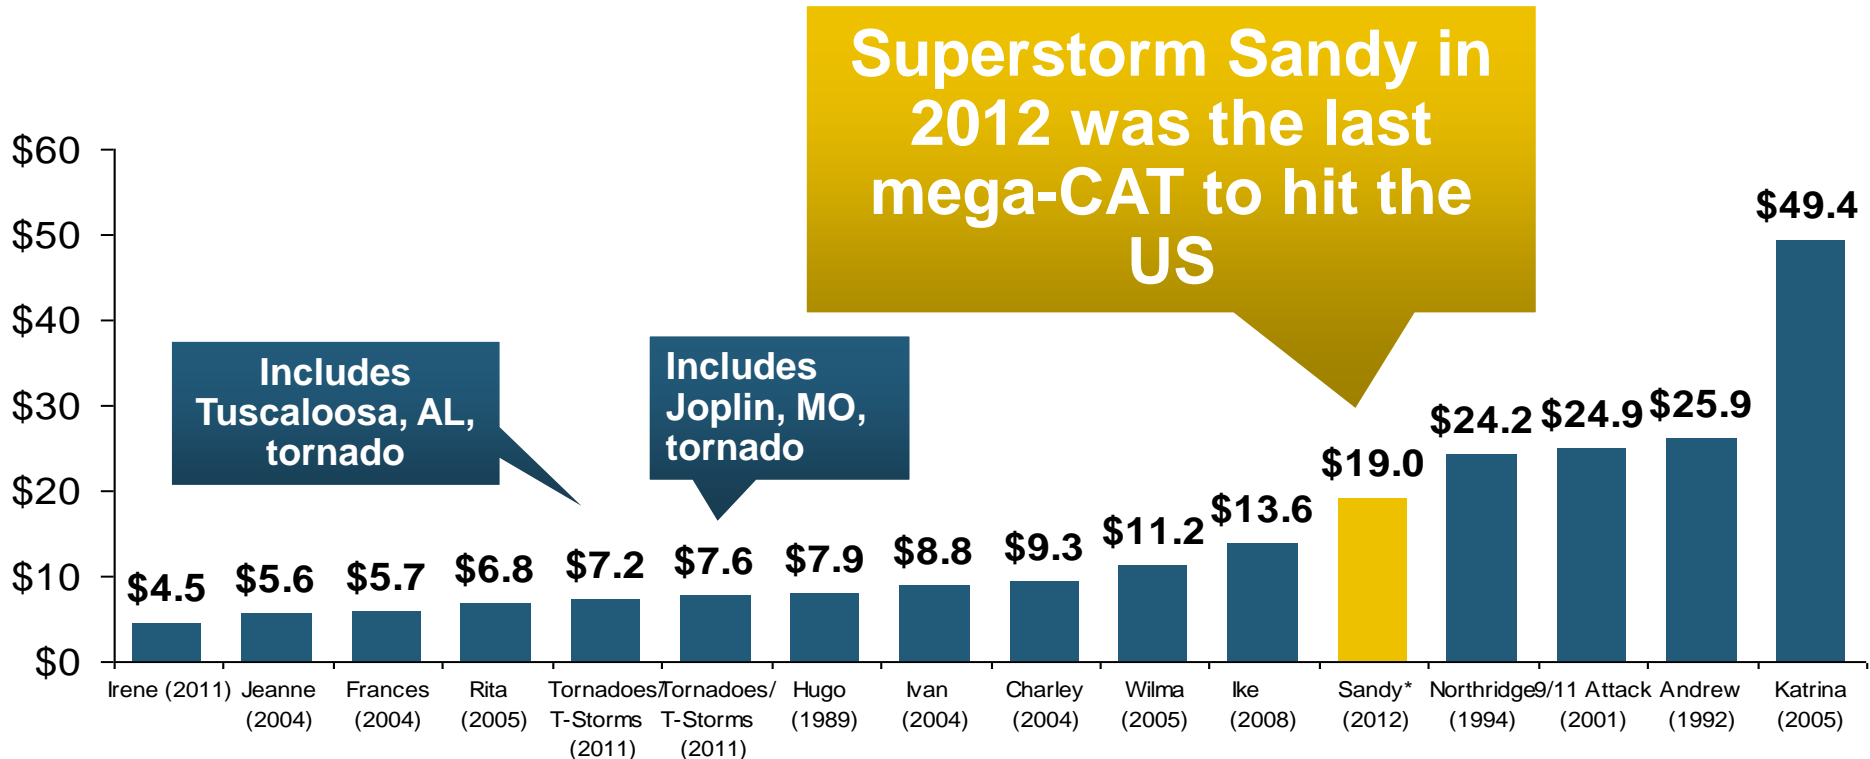 Superstorm Sandy in
2012 was the last
mega-CAT to hit the
US
$60
$50
$40
$30
$20
$10
$0
Includes
Tuscaloosa, AL,
tornado
Includes
Joplin, MO,
tornado
$4.5
$5.6
$5.7
$6.8
$7.2
$7.6
$7.9
$8.8
$9.3
$11.2
$13.6
$19.0
$24.2
$24.9
$25.9
$49.4
Irene (2011)
Jeanne
(2004)
Frances
(2004)
Rita
(2005)
Tornadoes/
T-Storms
(2011)
Tornadoes/
T-Storms
(2011)
Hugo
(1989)
Ivan
(2004)
Charley
(2004)
Wilma
(2005)
Ike
(2008)
Sandy*
(2012)
Northridge
(1994)
9/11 Attack
(2001)
Andrew
(1992)
Katrina
(2005)